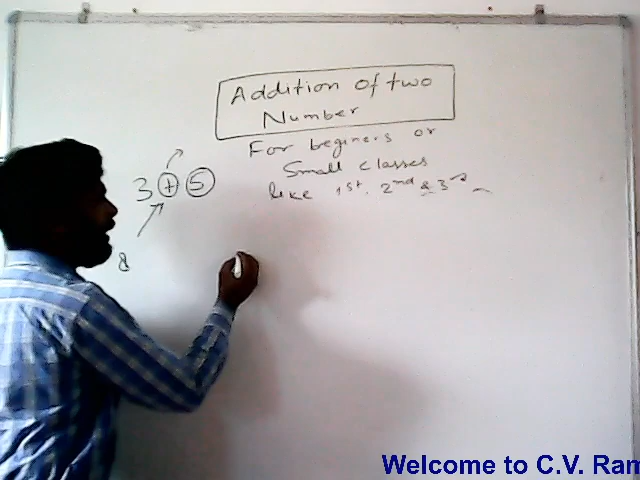 Addition of two
Number
For beginers or
Small classes
like 1st, 2nd & 3rd
3 + 5
8
Welcome to C.V. Ram